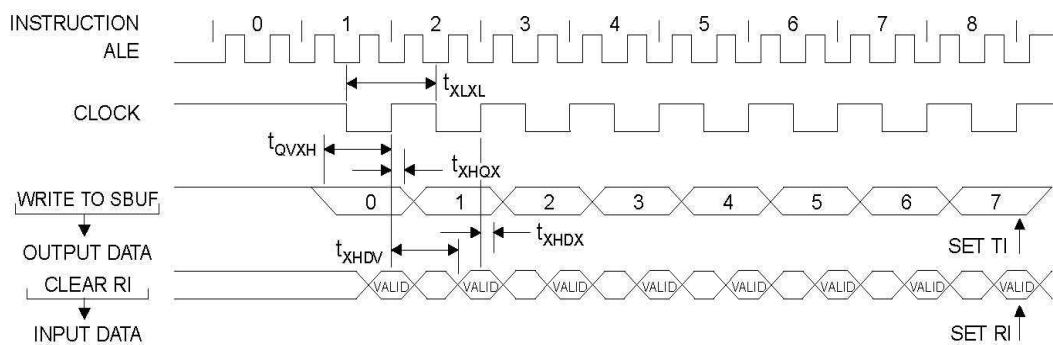 INSTRUCTION 0 1 2 3 4 5 6 7 8
ALE
tXLXL
CLOCK
tQVXH
tXHQX
WRITE TO SBUF 0 1 2 3 4 5 6 7
OUTPUT DATA tXHDV tXHDX SET TI
CLEAR RI VALID VALID VALID VALID VALID VALID VALID VALID
INPUT DATA SET RI